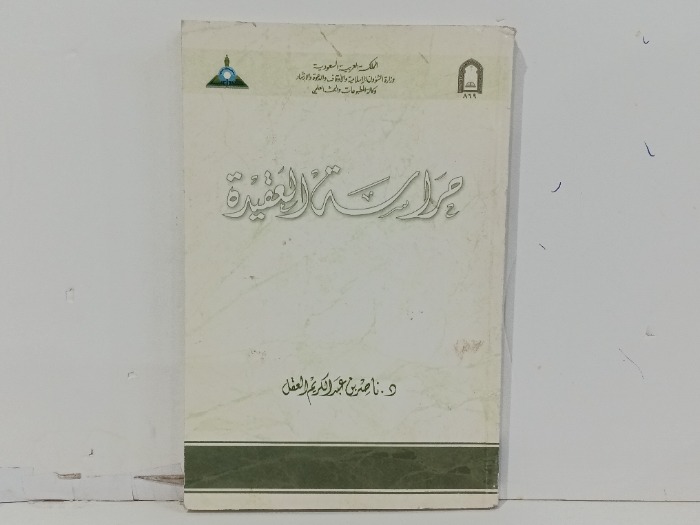 المملكة العربية السعودية
وزارة الشؤون الإسلامية والأوقاف والدعوة والإرشاد
وكالة المطبوعات والبحث العلمي
٨٦٩
حراسة العقيدة
د. ناصر بن عبد الكريم العقل